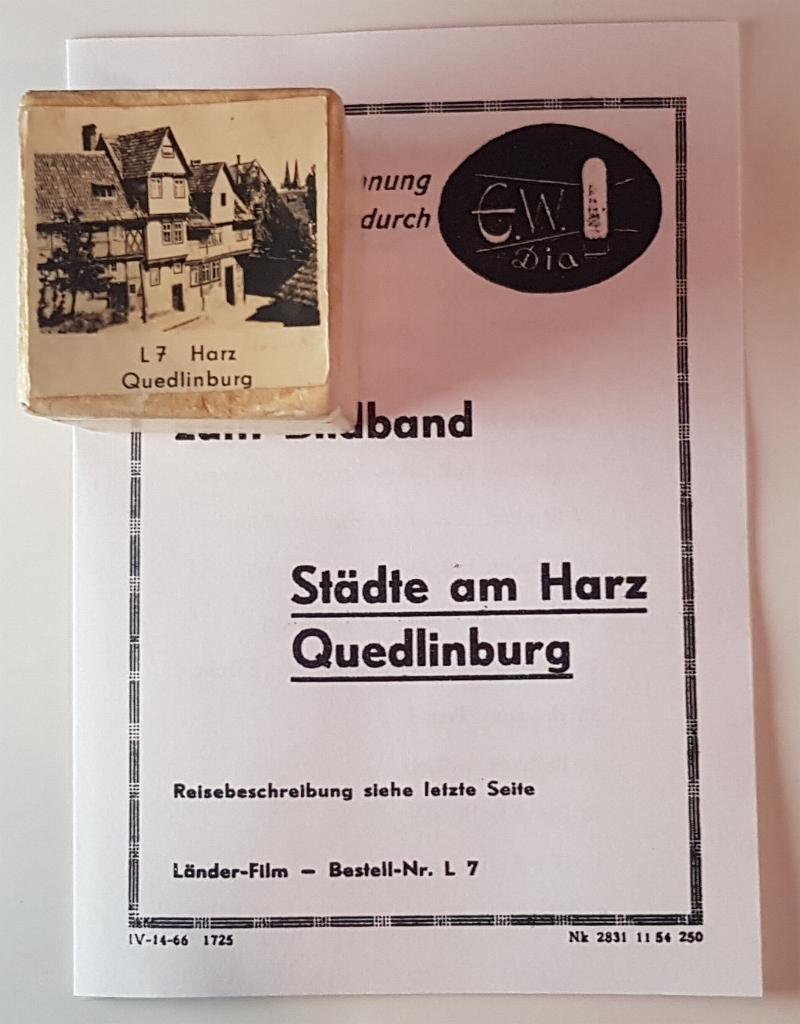 L 7 Harz
Quedlinburg
durch
E.W.
Dia
Bildband
Städte am Harz
Quedlinburg
Reisebeschreibung siehe letzte Seite
Länder-Film – Bestell-Nr. L 7
IV-14-66 1725
Nk 2831 11 54 250